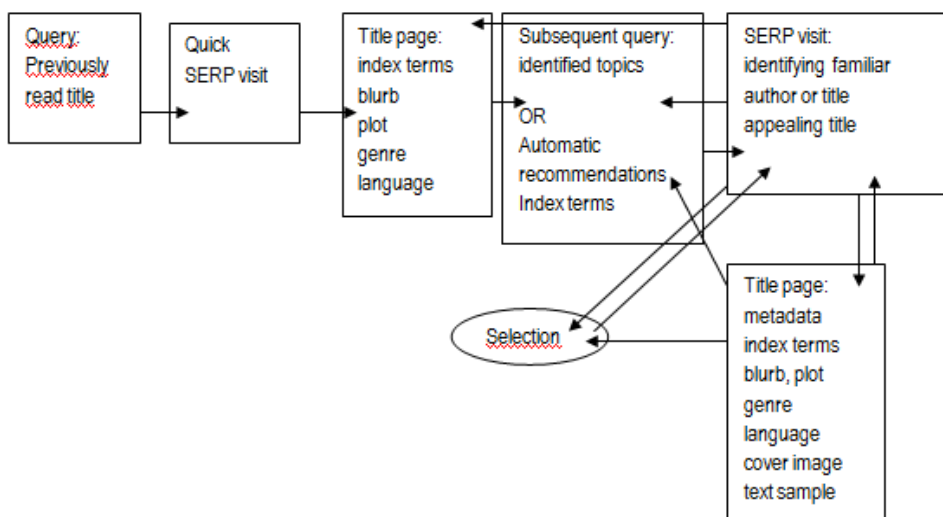 Query:
Previously
read title
Quick
SERP visit
Title page:
index terms
blurb
plot
genre
language
Subsequent query:
identified topics
OR
Automatic
recommendations
Index terms
SERP visit:
identifying familiar
author or title
appealing title
Selection
Title page:
metadata
index terms
blurb, plot
genre
language
cover image
text sample